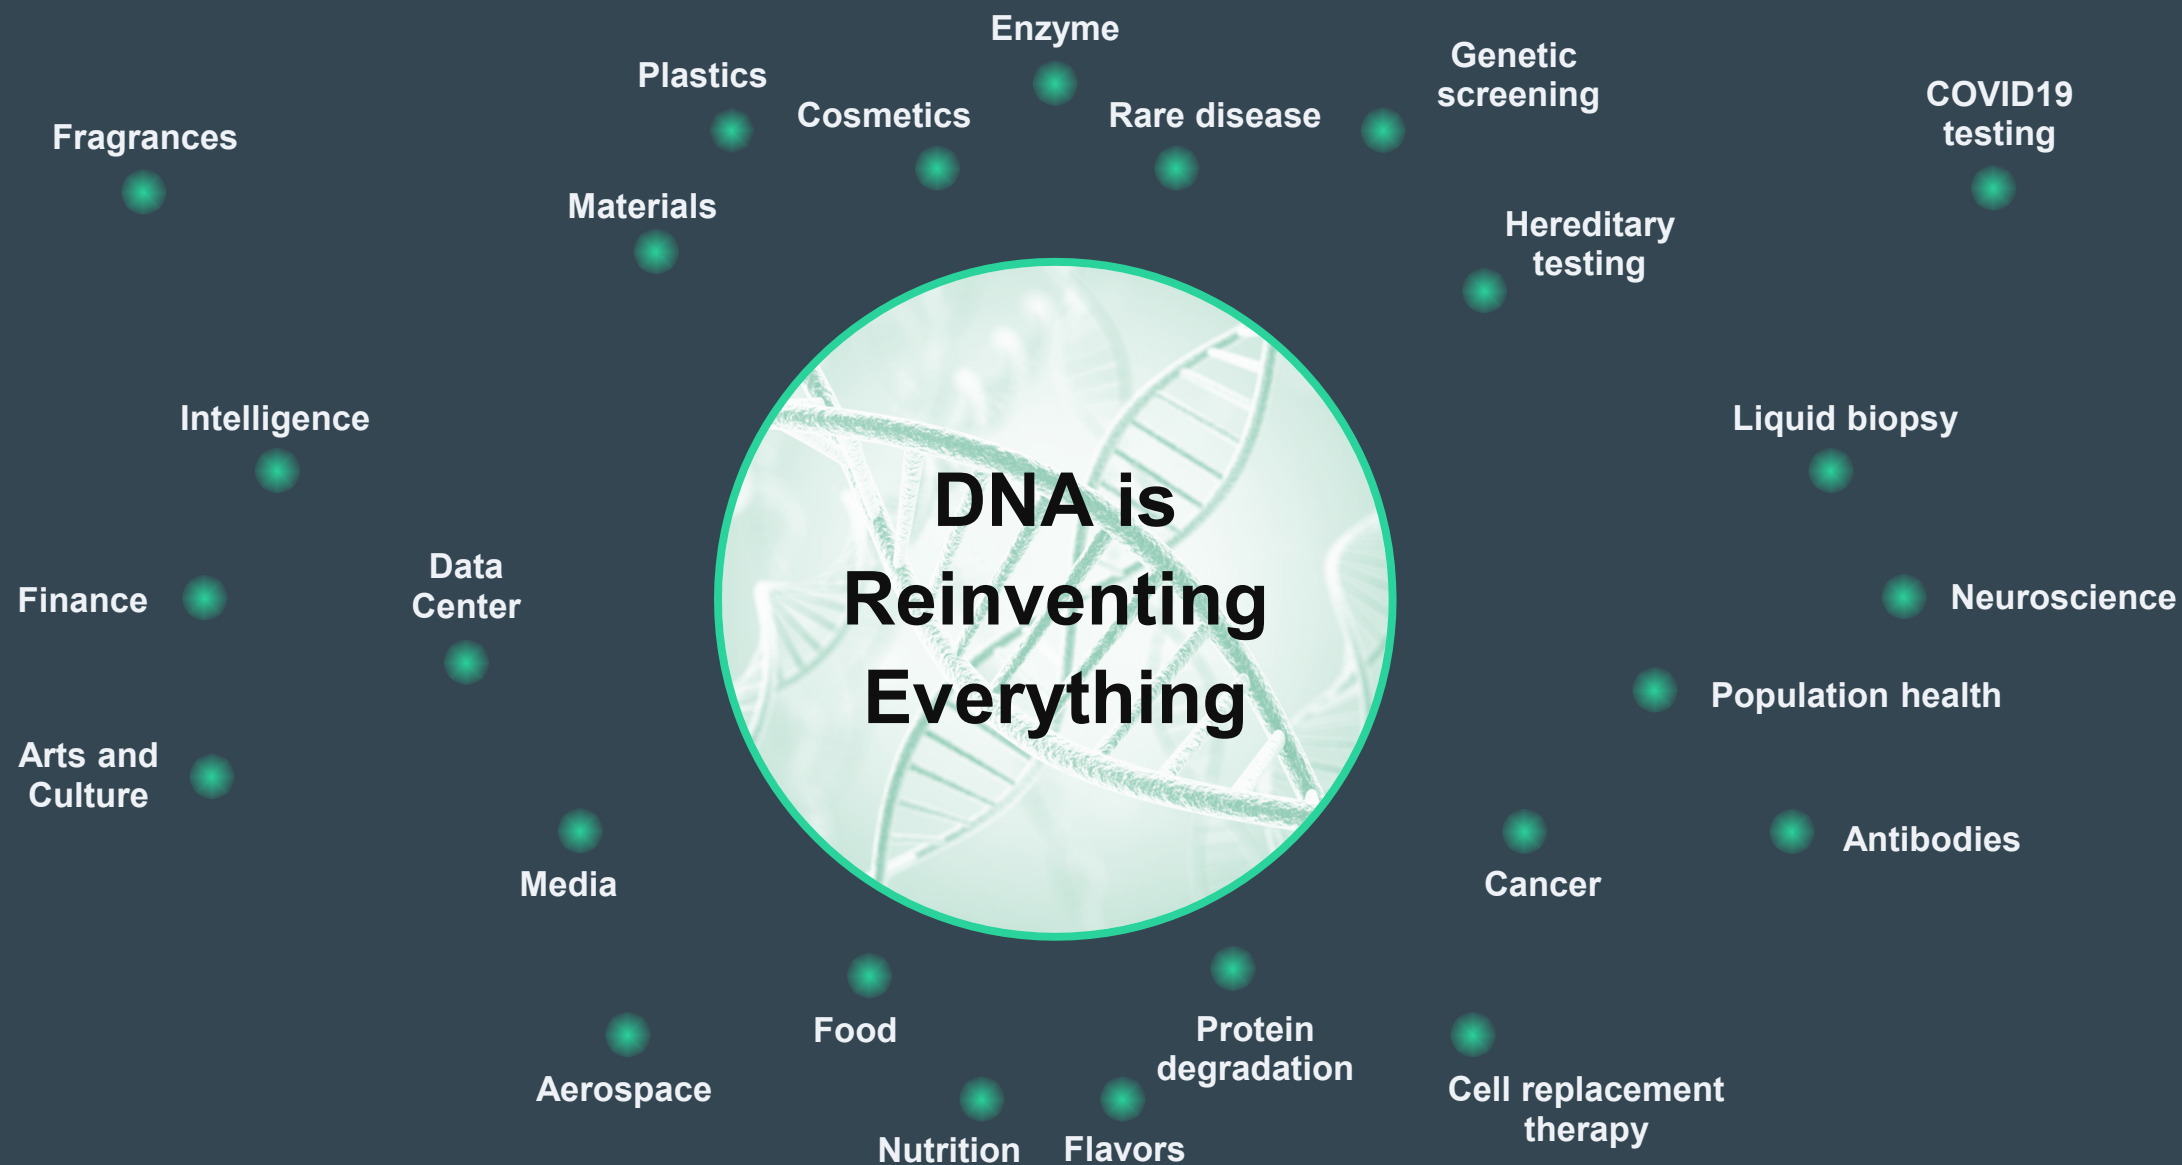 Enzyme
Plastics
Genetic
screening
COVID19
testing
Cosmetics
Rare disease
Fragrances
Materials
Hereditary
testing
Intelligence
Liquid biopsy
DNA is
Reinventing
Everything
Data
Center
Finance
Neuroscience
Population health
Arts and
Culture
Antibodies
Media
Cancer
Food
Protein
degradation
Aerospace
Cell replacement
therapy
Nutrition
Flavors